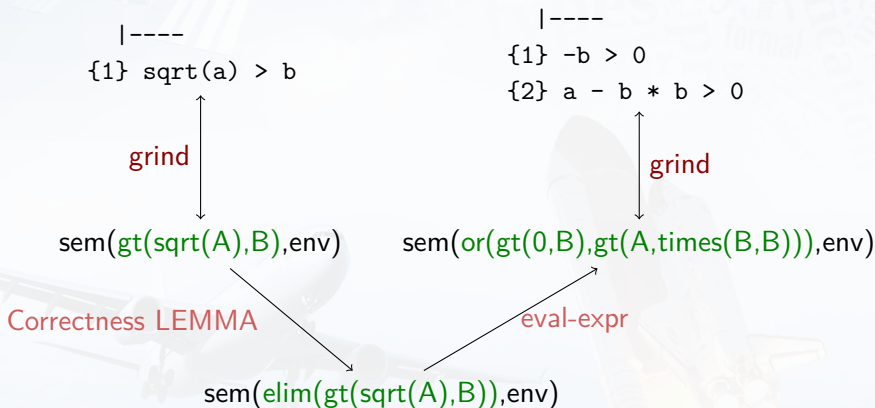 |----
{1} sqrt(a) > b
|----
{1} -b > 0
{2} a - b * b > 0
grind
grind
sem(gt(sqrt(A),B),env)
sem(or(gt(0,B),gt(A,times(B,B))),env)
Correctness LEMMA
eval-expr
sem(elim(gt(sqrt(A),B)),env)